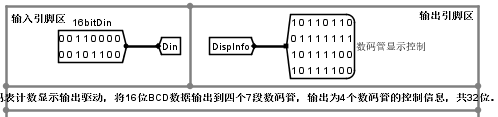 输入引脚区
16bitDin
00110000
00101100
Din
输出引脚区
DispInfo
10110110
01111111
10111100
10111100
数码管显示控制
码表计数显示输出驱动，将16位BCD数据输出到四个7段数码管，输出为4个数码管的控制信息，共32位．